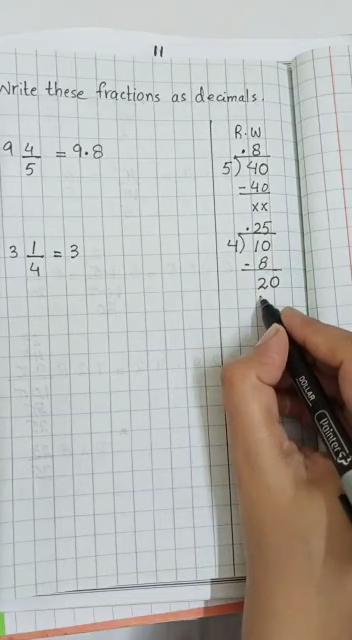 11
Write these fractions as decimals.
R.W
9 4/5 = 9.8
.8
5) 40
- 40
xx
3 1/4 = 3
.25
4) 10
- 8
20
DOLLAR
Pointer